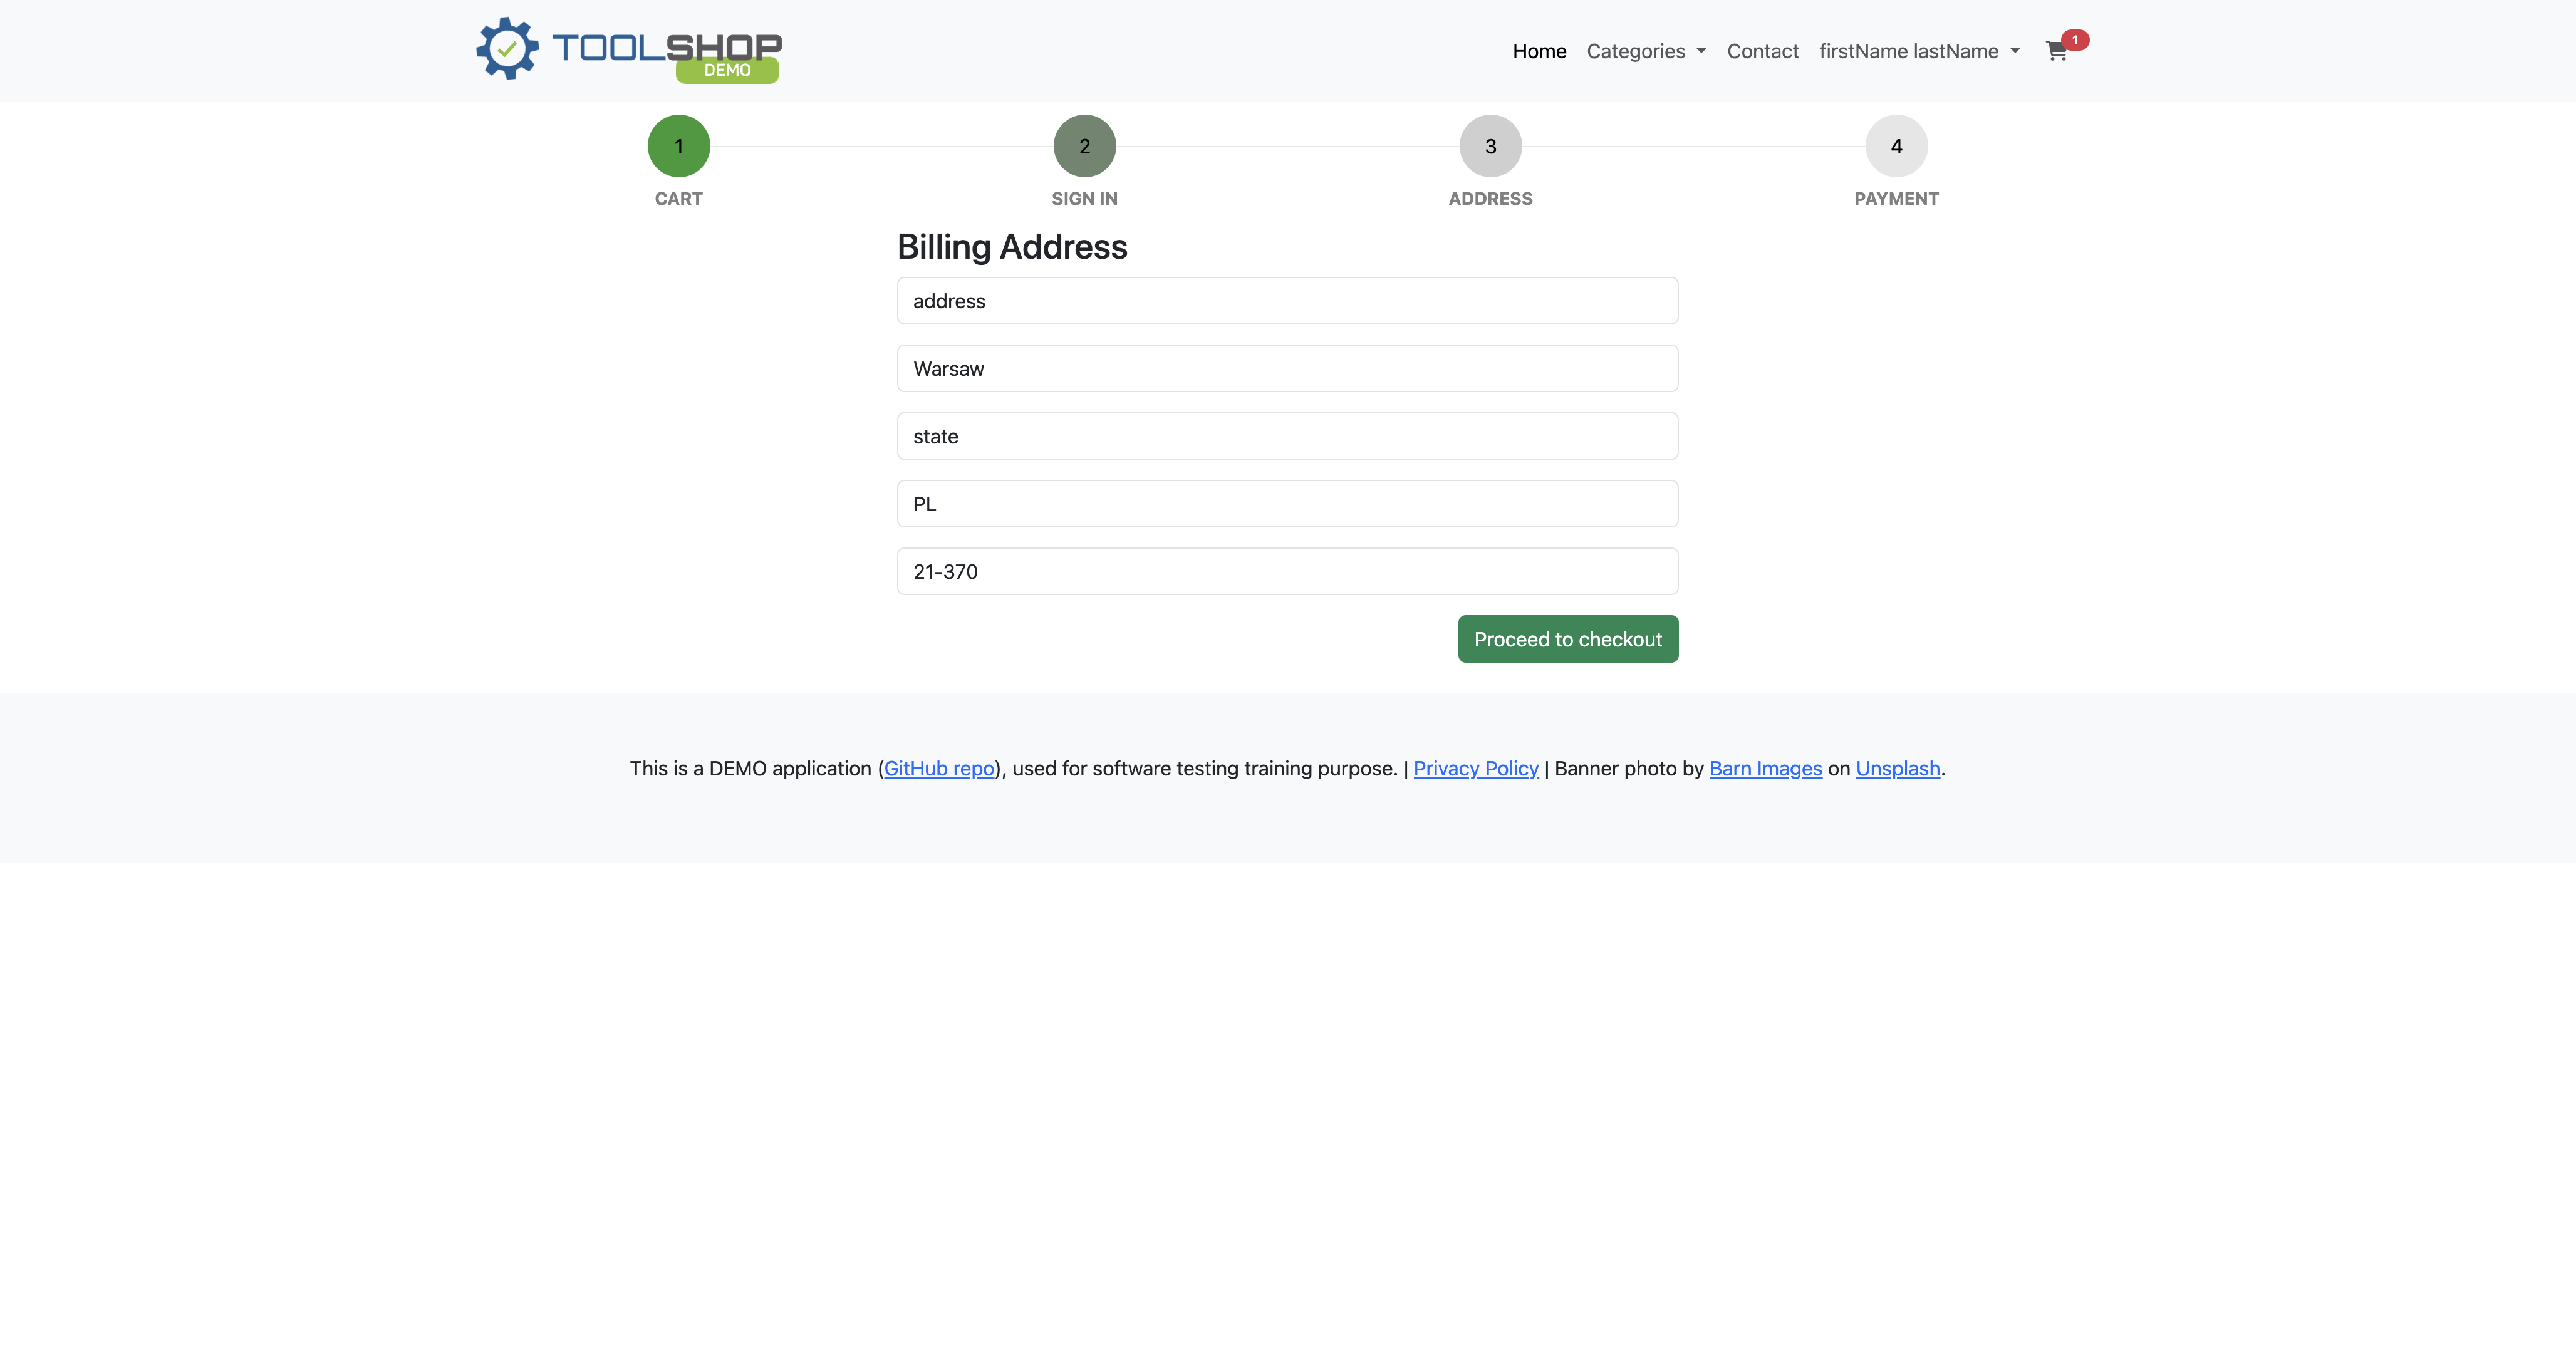 TOOLSHOP
DEMO
Home Categories Contact firstName lastName 1
1 2 3 4
CART SIGN IN ADDRESS PAYMENT
Billing Address
address
Warsaw
state
PL
21-370
Proceed to checkout
This is a DEMO application (GitHub repo), used for software testing training purpose. | Privacy Policy | Banner photo by Barn Images on Unsplash.